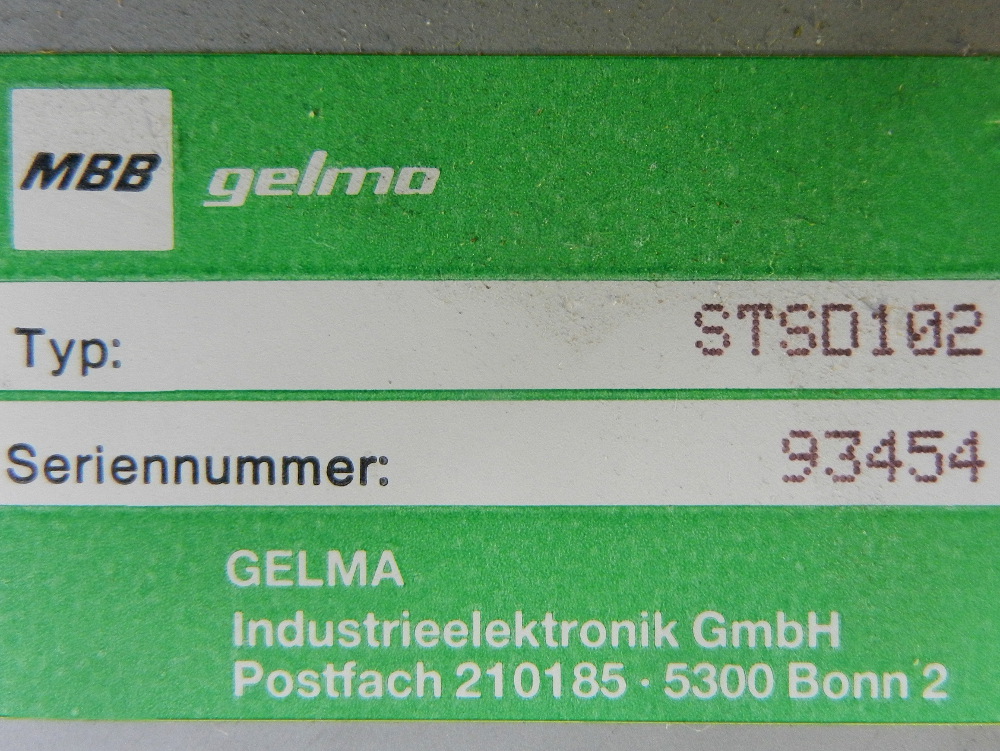 MBB gelma
Typ: STSD102
Seriennummer: 93454
GELMA
Industrieelektronik GmbH
Postfach 210185 · 5300 Bonn 2